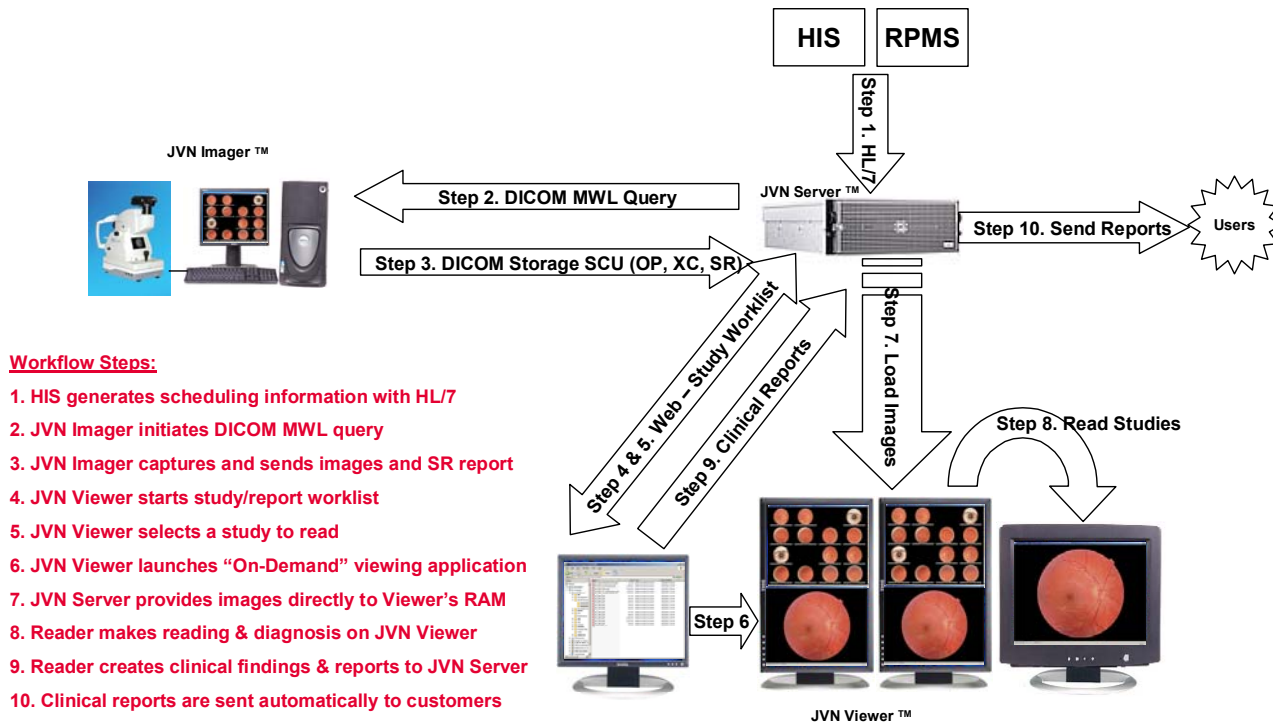 HIS
RPMS
Step 1. HL/7
JVN Imager ™
Step 2. DICOM MWL Query
JVN Server ™
Step 10. Send Reports
Users
Step 3. DICOM Storage SCU (OP, XC, SR)
Step 4 & 5. Web – Study Worklist
Step 9. Clinical Reports
Step 7. Load Images
Step 8. Read Studies
Workflow Steps:
1. HIS generates scheduling information with HL/7
2. JVN Imager initiates DICOM MWL query
3. JVN Imager captures and sends images and SR report
4. JVN Viewer starts study/report worklist
5. JVN Viewer selects a study to read
6. JVN Viewer launches “On-Demand” viewing application
7. JVN Server provides images directly to Viewer’s RAM
8. Reader makes reading & diagnosis on JVN Viewer
9. Reader creates clinical findings & reports to JVN Server
10. Clinical reports are sent automatically to customers
Step 6
JVN Viewer ™